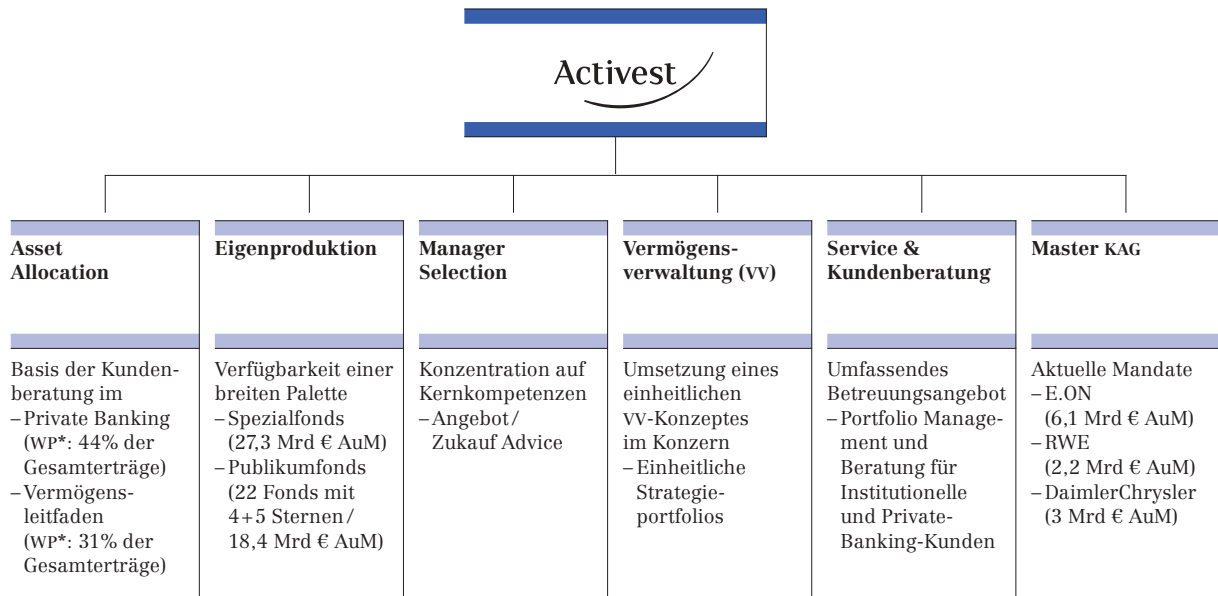 Activest
Asset
Allocation
Basis der Kunden-
beratung im
– Private Banking
(WP*: 44% der
Gesamterträge)
– Vermögens-
leitfaden
(WP*: 31% der
Gesamterträge)
Eigenproduktion
Verfügbarkeit einer
breiten Palette
– Spezialfonds
(27,3 Mrd € AuM)
– Publikumfonds
(22 Fonds mit
4+5 Sternen/
18,4 Mrd € AuM)
Manager
Selection
Konzentration auf
Kernkompetenzen
– Angebot/
Zukauf Advice
Vermögens-
verwaltung (VV)
Umsetzung eines
einheitlichen
VV-Konzeptes
im Konzern
– Einheitliche
Strategie-
portfolios
Service &
Kundenberatung
Umfassendes
Betreuungsangebot
– Portfolio Manage-
ment und
Beratung für
Institutionelle
und Private-
Banking-Kunden
Master KAG
Aktuelle Mandate
– E.ON
(6,1 Mrd € AuM)
– RWE
(2,2 Mrd € AuM)
– DaimlerChrysler
(3 Mrd € AuM)